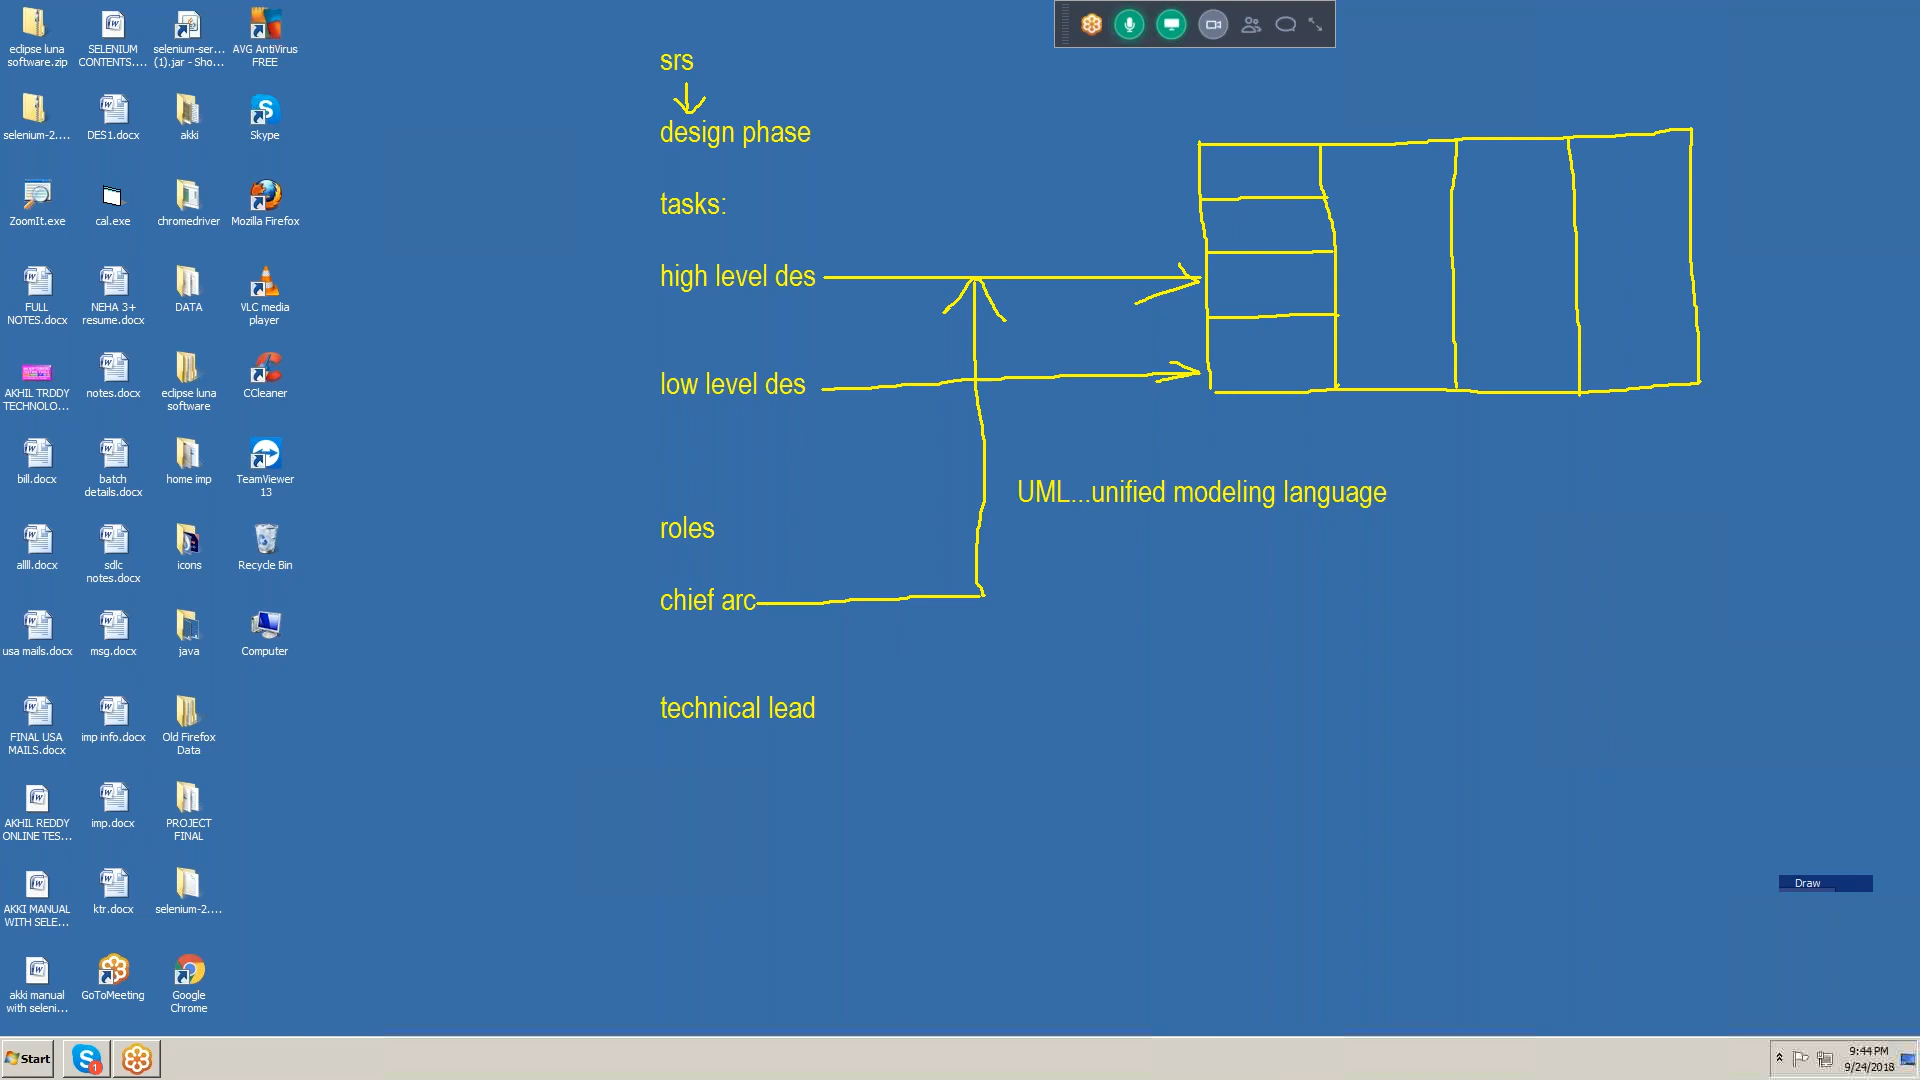 eclipse luna
software.zip
SELENIUM
CONTENTS....
selenium-ser...
(1).jar - Sho...
AVG AntiVirus
FREE
selenium-2....
DES1.docx
akki
Skype
ZoomIt.exe
cal.exe
chromedriver
Mozilla Firefox
FULL
NOTES.docx
NEHA 3+
resume.docx
DATA
VLC media
player
AKHIL TRDDY
TECHNOLO...
notes.docx
eclipse luna
software
CCleaner
bill.docx
batch
details.docx
home imp
TeamViewer
13
allll.docx
sdlc
notes.docx
icons
Recycle Bin
usa mails.docx
msg.docx
java
Computer
FINAL USA
MAILS.docx
imp info.docx
Old Firefox
Data
AKHIL REDDY
ONLINE TES...
imp.docx
PROJECT
FINAL
AKKI MANUAL
WITH SELE...
ktr.docx
selenium-2....
akki manual
with seleni...
GoToMeeting
Google
Chrome
srs
design phase
tasks:
high level des
low level des
UML...unified modeling language
roles
chief arc
technical lead
Draw
Start
1
9:44 PM
9/24/2018